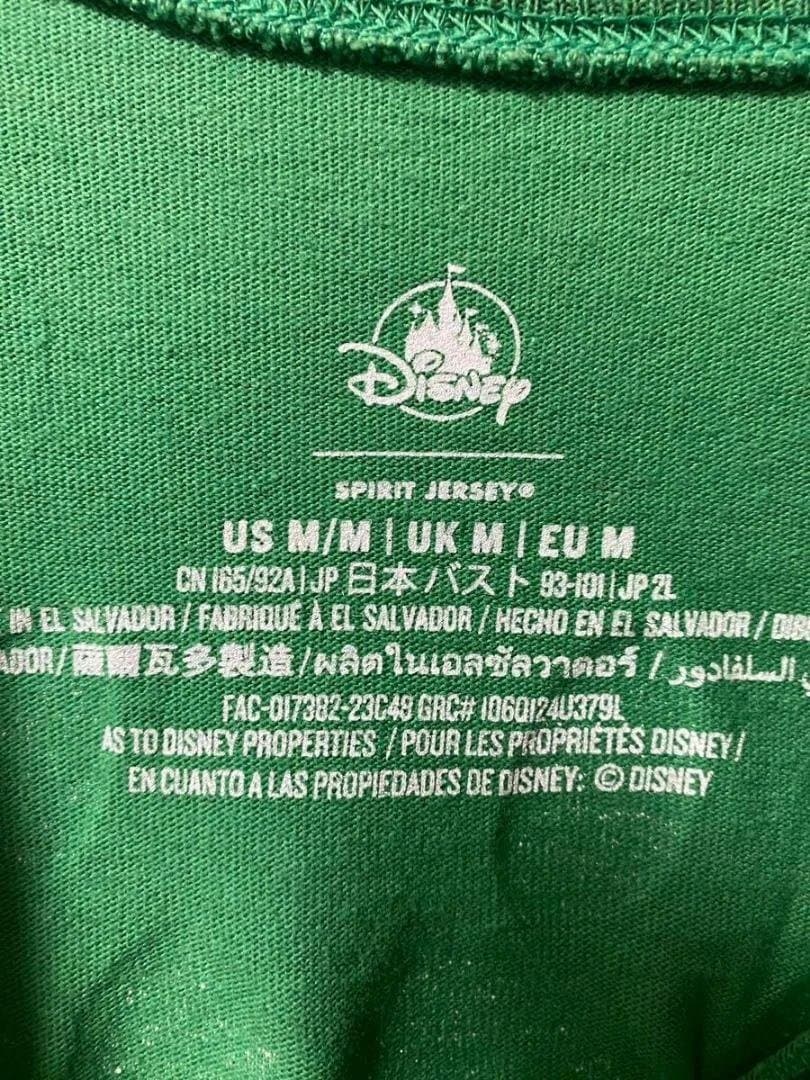 Disney
SPIRIT JERSEY®
US M/M | UK M | EU M
CN 165/92A | JP 日本 バスト 93-101 | JP 2L
IN EL SALVADOR / FABRIQUÉ À EL SALVADOR / HECHO EN EL SALVADOR /
ADOR / 薩爾瓦多製造 / ผลิตในเอลซัลวาดอร์ / السلفادور
FAC-017382-23C48 GRC# 106Q124U379L
AS TO DISNEY PROPERTIES / POUR LES PROPRIÉTÉS DISNEY /
EN CUANTO A LAS PROPIEDADES DE DISNEY: © DISNEY